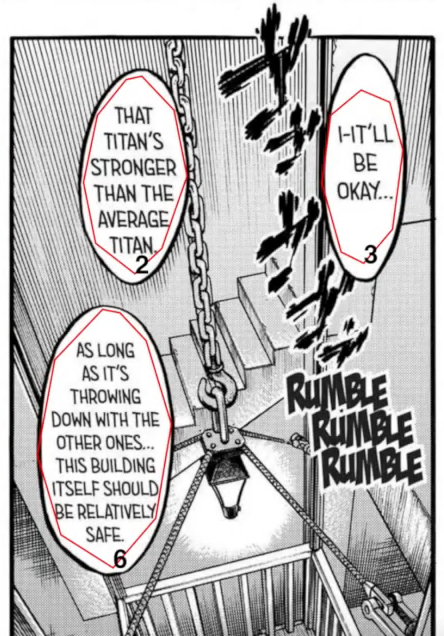 I-IT'LL
BE
OKAY...
3
THAT
TITAN'S
STRONGER
THAN THE
AVERAGE
TITAN.
2
RUMBLE
RUMBLE
RUMBLE
AS LONG
AS IT'S
THROWING
DOWN WITH THE
OTHER ONES...
THIS BUILDING
ITSELF SHOULD
BE RELATIVELY
SAFE.
6